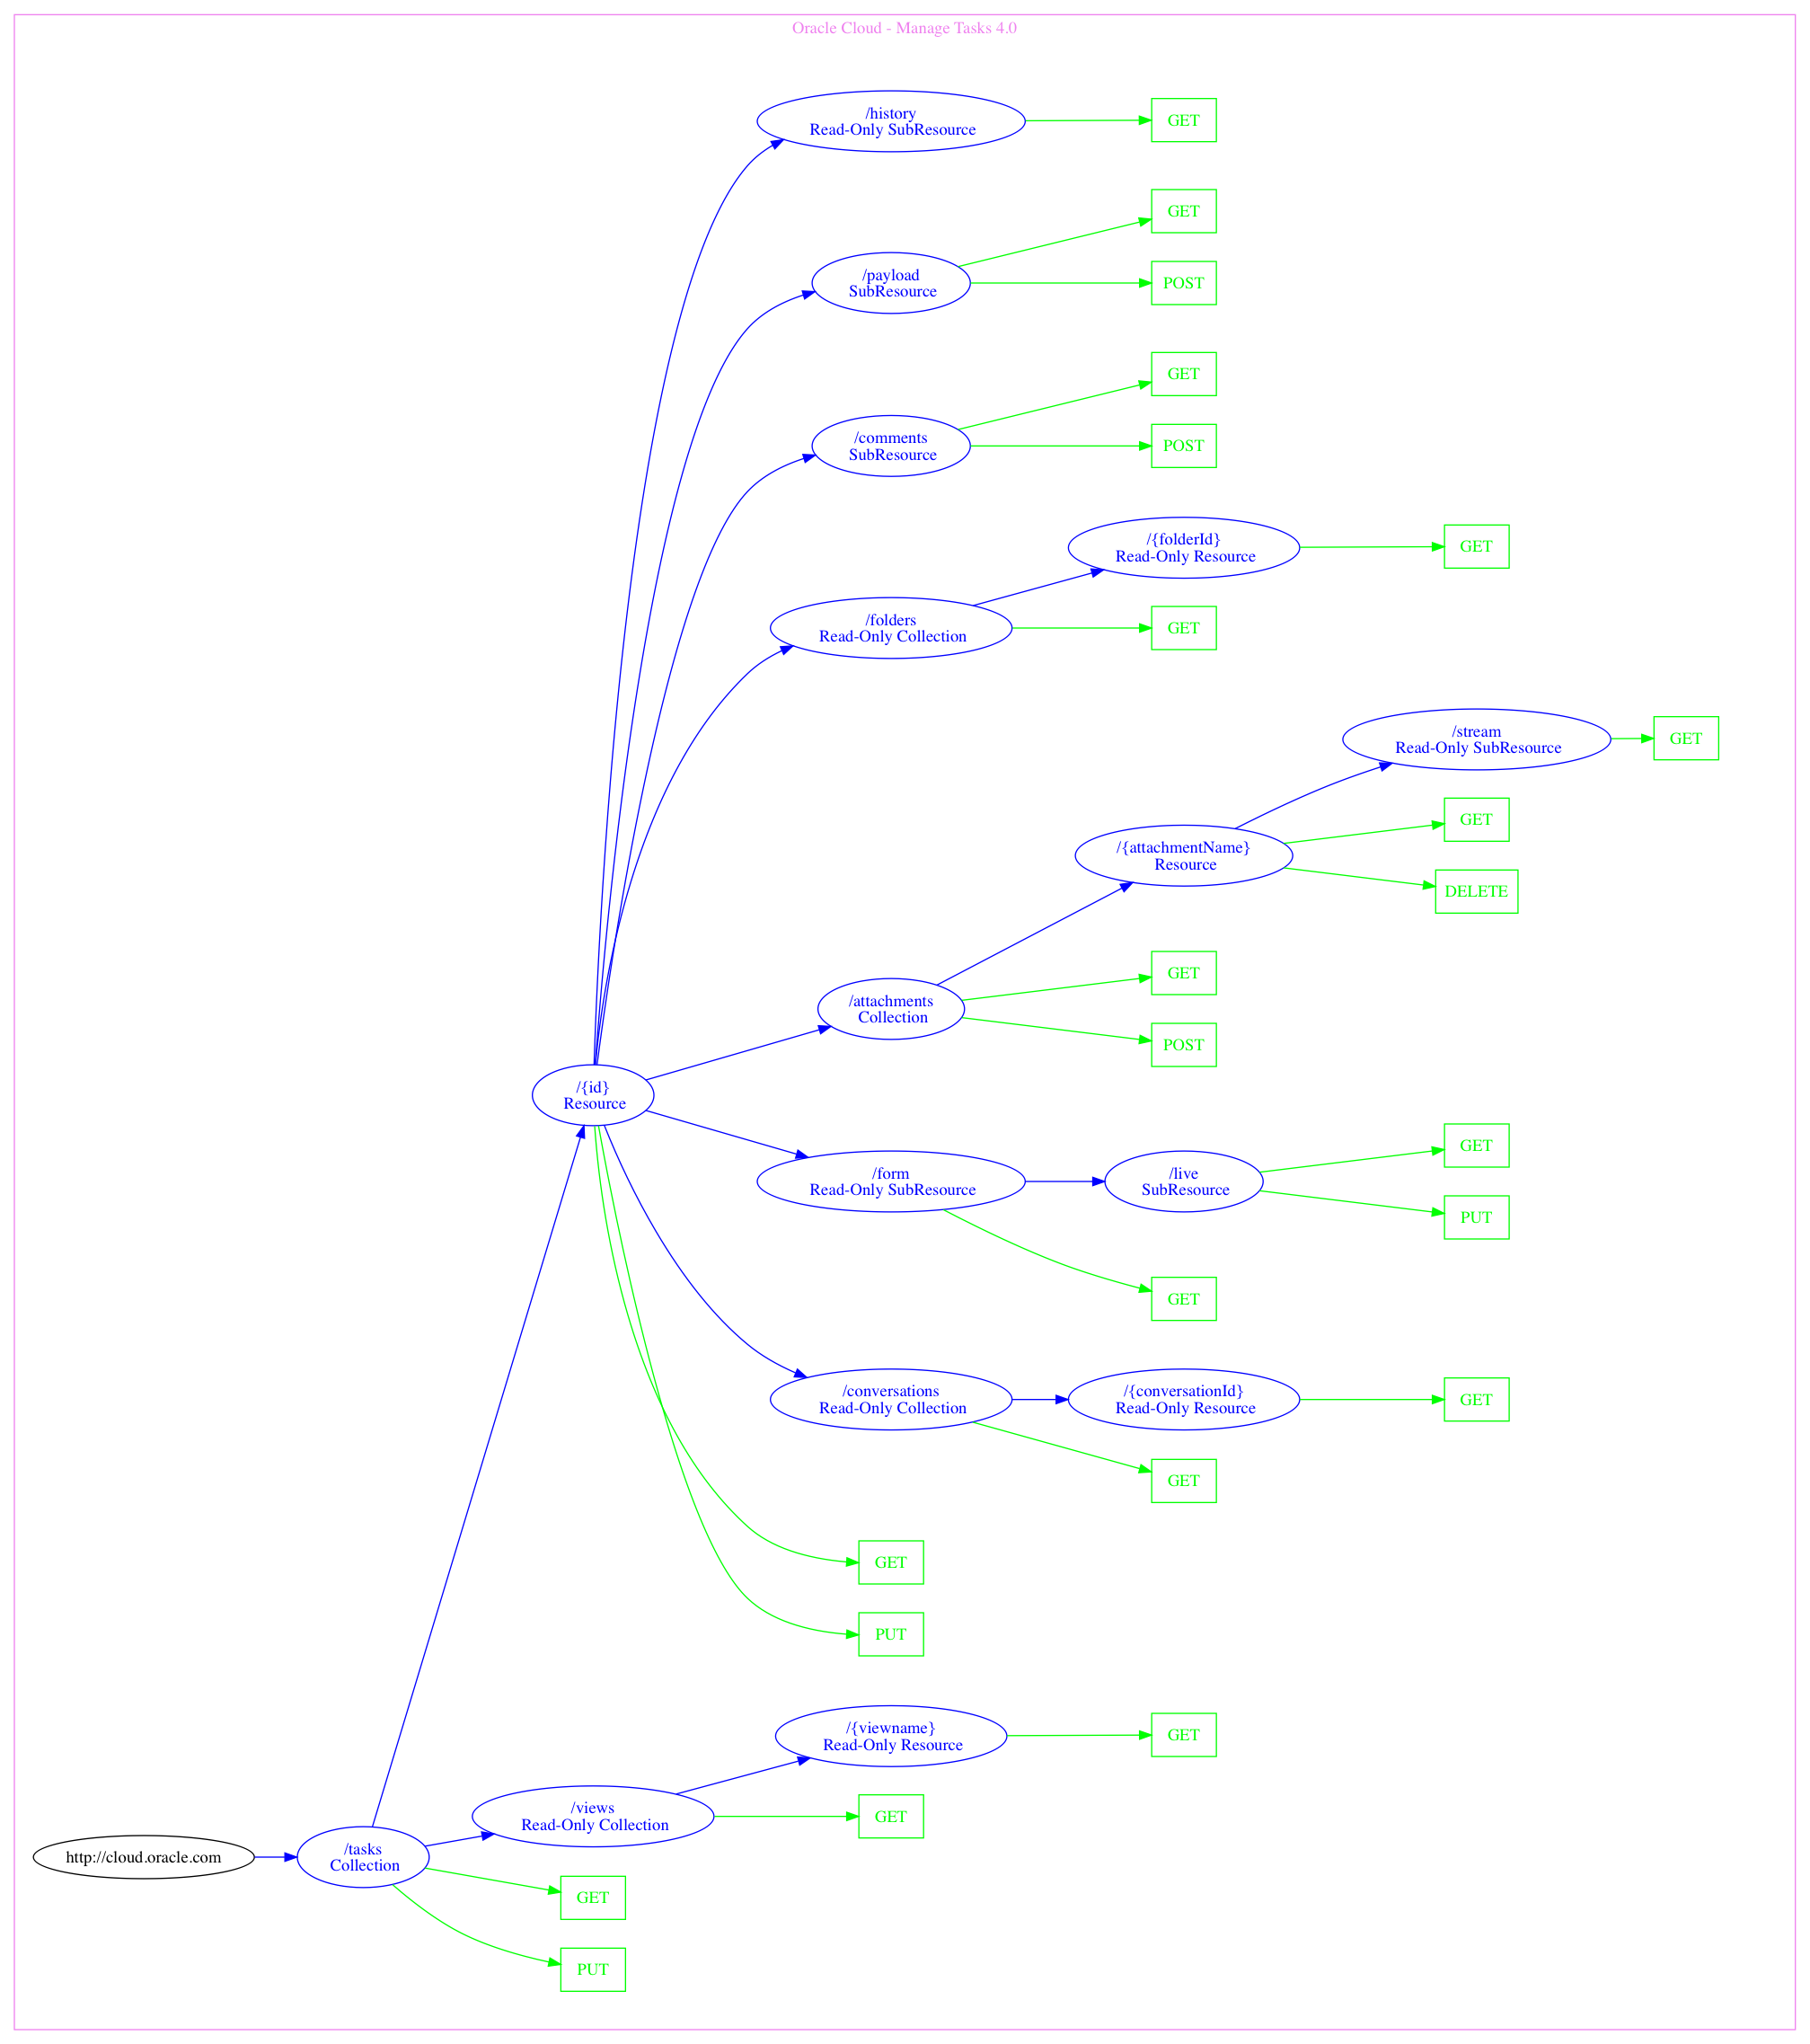 Oracle Cloud - Manage Tasks 4.0
/history
Read-Only SubResource
GET
GET
/payload
SubResource
POST
GET
/comments
SubResource
POST
/{folderId}
Read-Only Resource
GET
/folders
Read-Only Collection
GET
/stream
Read-Only SubResource
GET
GET
/{attachmentName}
Resource
DELETE
GET
/attachments
Collection
POST
/{id}
Resource
GET
/form
Read-Only SubResource
/live
SubResource
PUT
GET
/conversations
Read-Only Collection
/{conversationId}
Read-Only Resource
GET
GET
GET
PUT
/{viewname}
Read-Only Resource
GET
/views
Read-Only Collection
GET
http://cloud.oracle.com
/tasks
Collection
GET
PUT